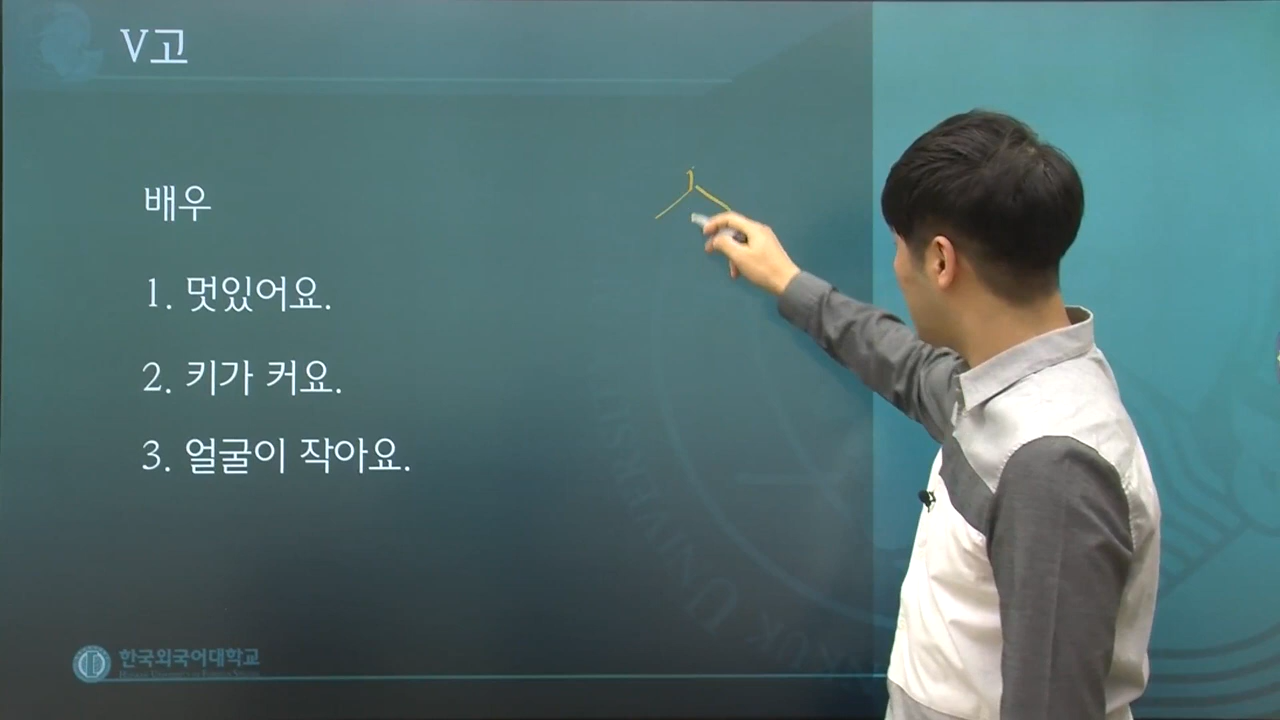 V고
배우
1. 멋있어요.
2. 키가 커요.
3. 얼굴이 작아요.
한국외국어대학교